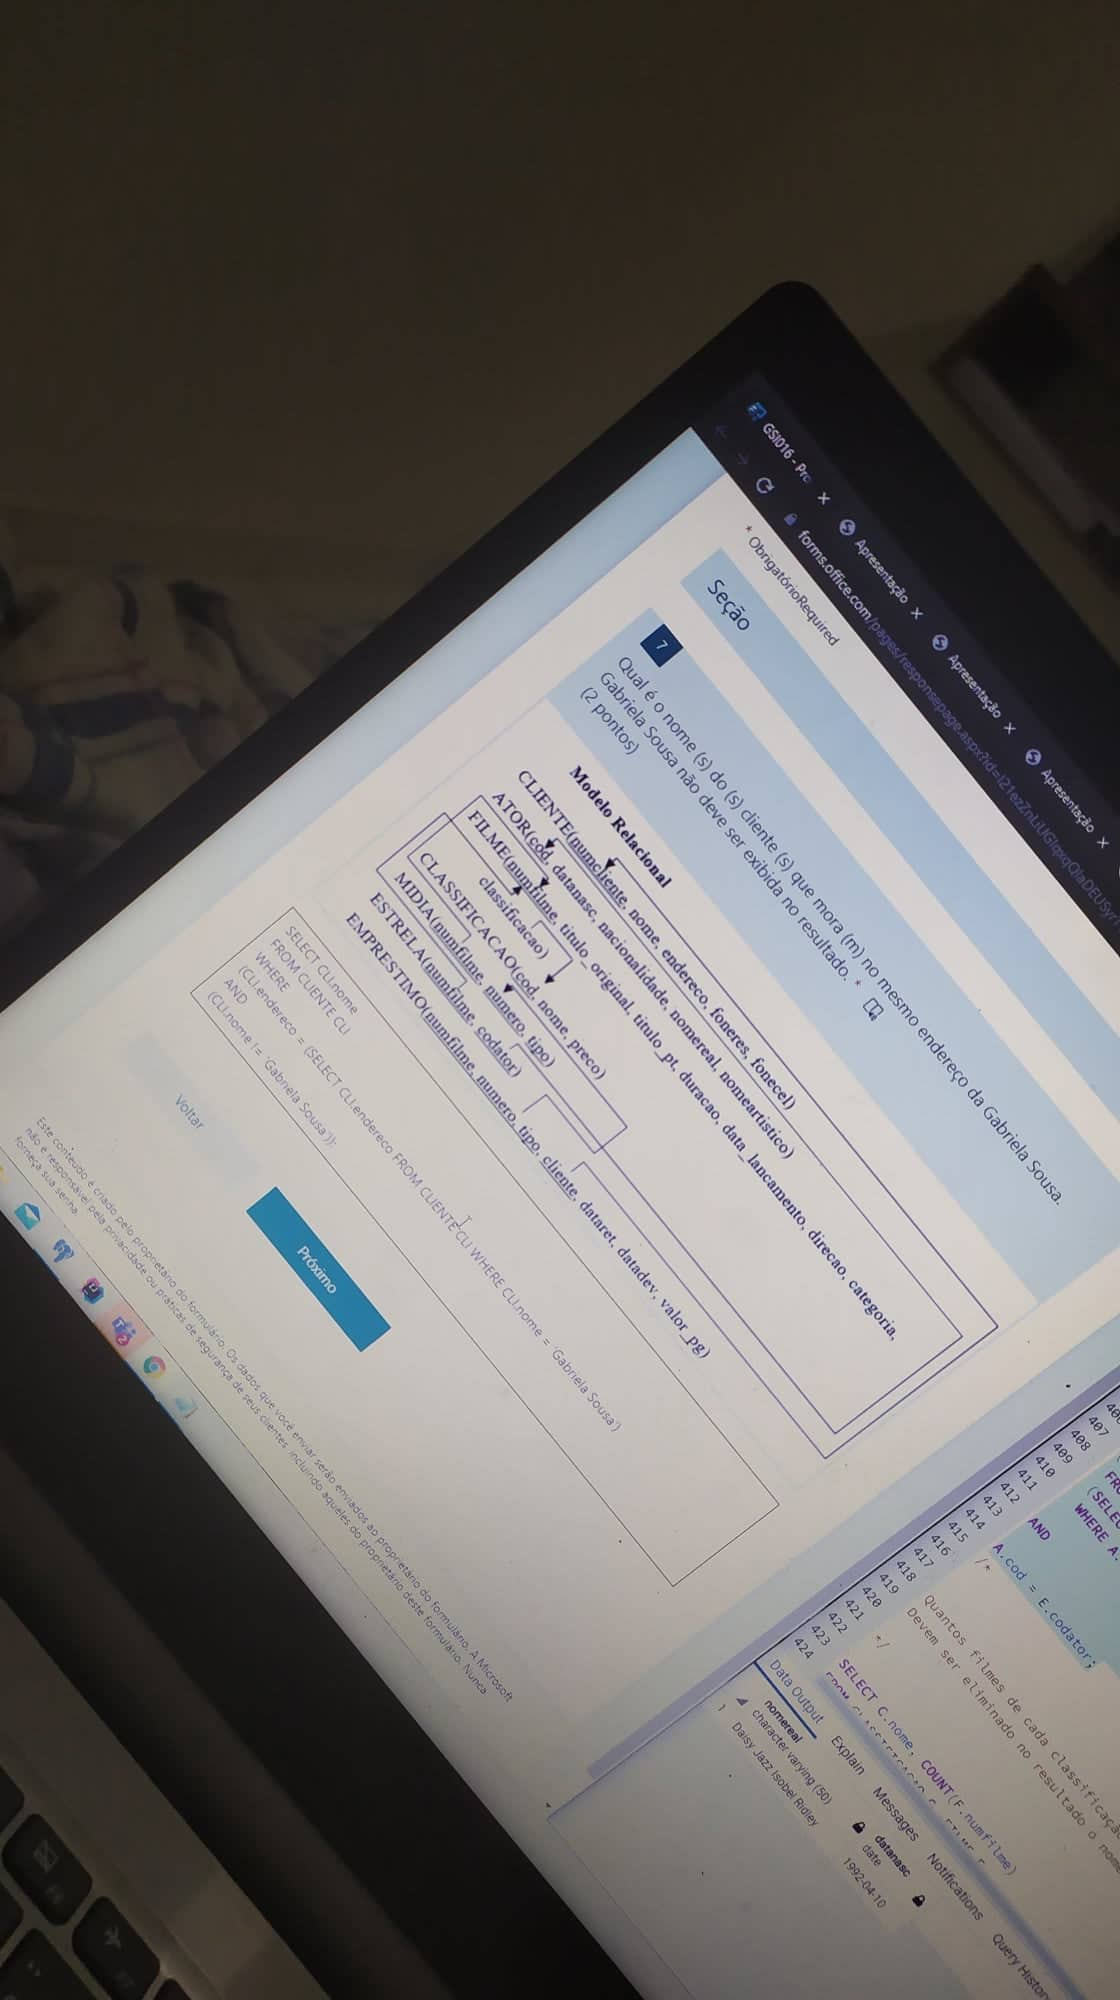 GSI016 - Pro
Apresentação
Apresentação
Apresentação
forms.office.com/pages/responsepage.aspx?id=
* ObrigatórioRequired
Seção
7
Qual é o nome (s) do (s) cliente (s) que mora (m) no mesmo endereço da Gabriela Sousa.
Gabriela Sousa não deve ser exibida no resultado. *
(2 pontos)
Modelo Relacional
CLIENTE(numcliente, nome, endereco, foneres, fonecel)
ATOR(cod, datanasc, nacionalidade, nomereal, nomeartistico)
FILME(numfilme, titulo_original, titulo_pt, duracao, data_lancamento, direcao, categoria,
classificacao)
CLASSIFICACAO(cod, nome, preco)
MIDIA(numfilme, numero, tipo)
ESTRELA(numfilme, codator)
EMPRESTIMO(numfilme, numero, tipo, cliente, dataret, datadev, valor_pg)
SELECT CLI.nome
FROM CLIENTE CLI
WHERE
(CLI.endereco = (SELECT CLI.endereco FROM CLIENTE CLI WHERE CLI.nome = 'Gabriela Sousa')
AND
(CLI.nome != 'Gabriela Sousa'));
Voltar
Próximo
Este conteúdo é criado pelo proprietário do formulário. Os dados que você enviar serão enviados ao proprietário do formulário. A Microsoft
não é responsável pela privacidade ou práticas de segurança de seus clientes, incluindo aqueles do proprietário deste formulário. Nunca
forneça sua senha.
407
408
409
410
411
412
413
414
415
416
417
418
419
420
421
422
423
424
(SELEC
WHERE A.
AND
A.cod = E.codator;
/*
Quantos filmes de cada classificaçã
Devem ser eliminado no resultado o nom
*/
SELECT C.nome, COUNT(F.numfilme)
Data Output
Explain
Messages
Notifications
Query Histor
nomereal
character varying (50)
datanasc
date
1
Daisy Jazz Isobel Ridley
1992-04-10